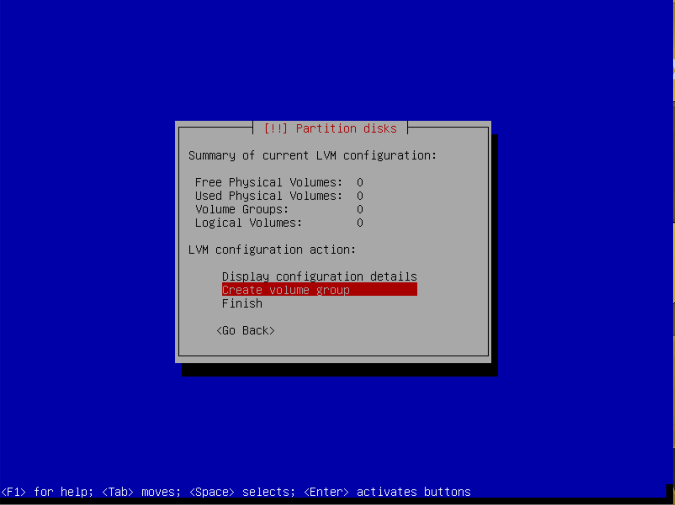 [!!] Partition disks
Summary of current LVM configuration:
Free Physical Volumes: 0
Used Physical Volumes: 0
Volume Groups: 0
Logical Volumes: 0
LVM configuration action:
Display configuration details
Create volume group
Finish
<Go Back>
<F1> for help; <Tab> moves; <Space> selects; <Enter> activates buttons